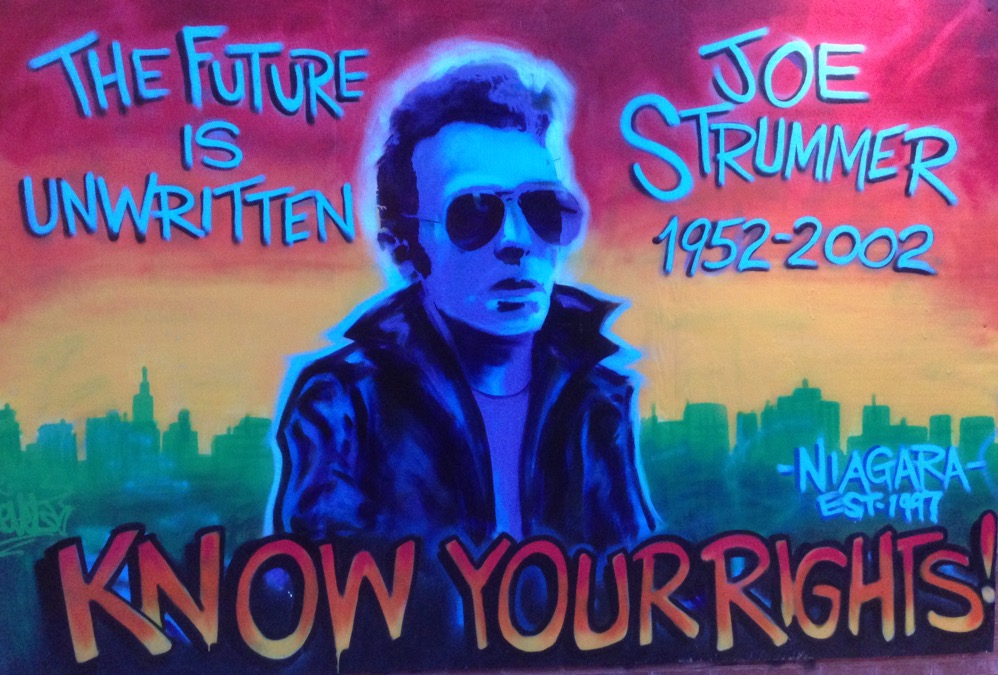 THE FUTURE
IS
UNWRITTEN
JOE
STRUMMER
1952-2002
-NIAGARA-
EST-1997
KNOW YOUR RIGHTS!